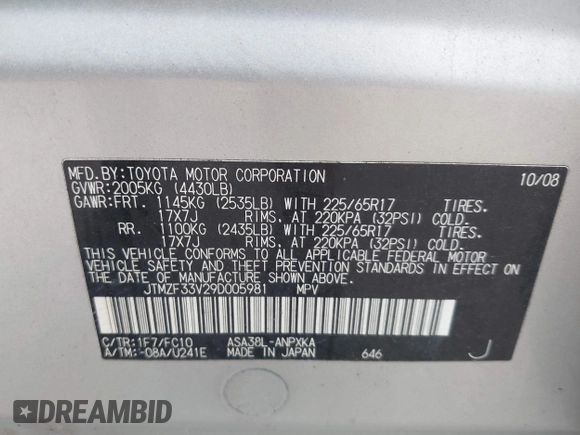 MFD.BY:TOYOTA MOTOR CORPORATION 10/08
GVWR:2005KG (4430LB)
GAWR:FRT. 1145KG (2535LB) WITH 225/65R17 TIRES.
17X7J RIMS. AT 220KPA (32PSI) COLD.
RR. 1100KG (2435LB) WITH 225/65R17 TIRES.
17X7J RIMS. AT 220KPA (32PSI) COLD.
THIS VEHICLE CONFORMS TO ALL APPLICABLE FEDERAL MOTOR
VEHICLE SAFETY AND THEFT PREVENTION STANDARDS IN EFFECT ON
THE DATE OF MANUFACTURE SHOWN ABOVE.
JTMZF33V29D005981 MPV
C/TR:1F7/FC10 ASA38L-ANPXKA
A/TM:-08A/U241E MADE IN JAPAN 646 J
DREAMBID